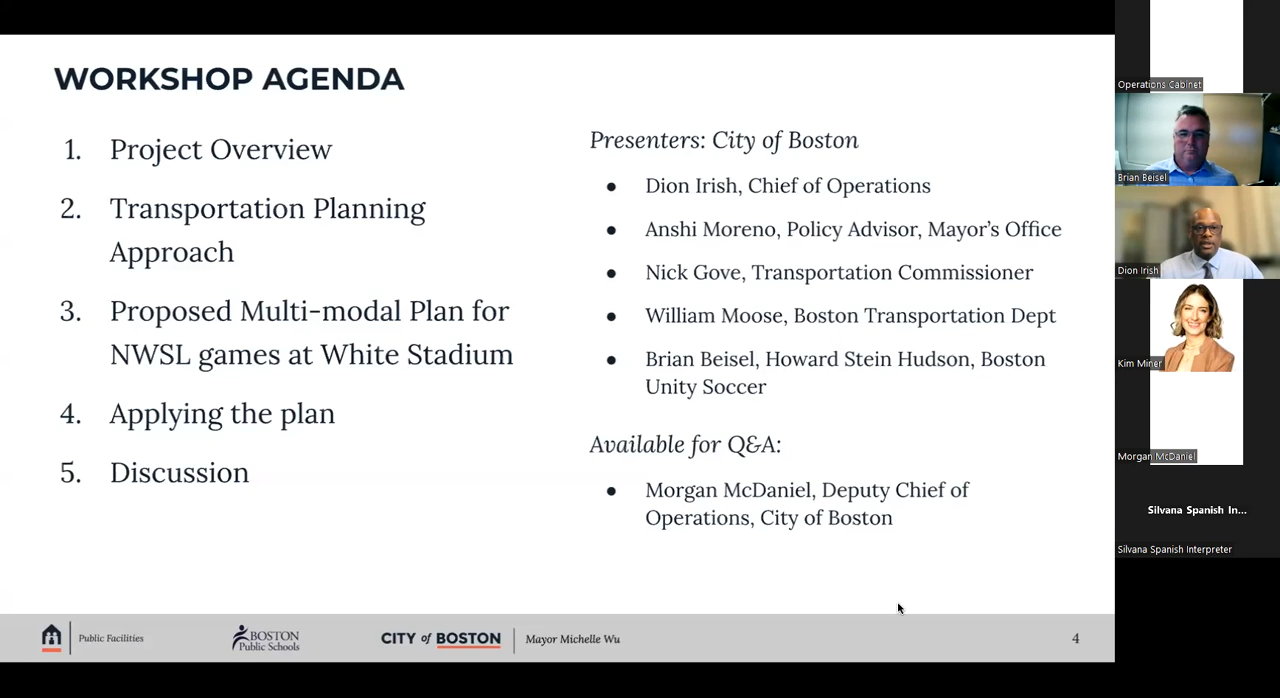 WORKSHOP AGENDA
1. Project Overview
2. Transportation Planning
Approach
3. Proposed Multi-modal Plan for
NWSL games at White Stadium
4. Applying the plan
5. Discussion
Presenters: City of Boston
● Dion Irish, Chief of Operations
● Anshi Moreno, Policy Advisor, Mayor’s Office
● Nick Gove, Transportation Commissioner
● William Moose, Boston Transportation Dept
● Brian Beisel, Howard Stein Hudson, Boston
Unity Soccer
Available for Q&A:
● Morgan McDaniel, Deputy Chief of
Operations, City of Boston
Public Facilities
BOSTON
Public Schools
CITY of BOSTON
Mayor Michelle Wu
4
Operations Cabinet
Brian Beisel
Dion Irish
Kim Miner
Morgan McDaniel
Silvana Spanish In...
Silvana Spanish Interpreter